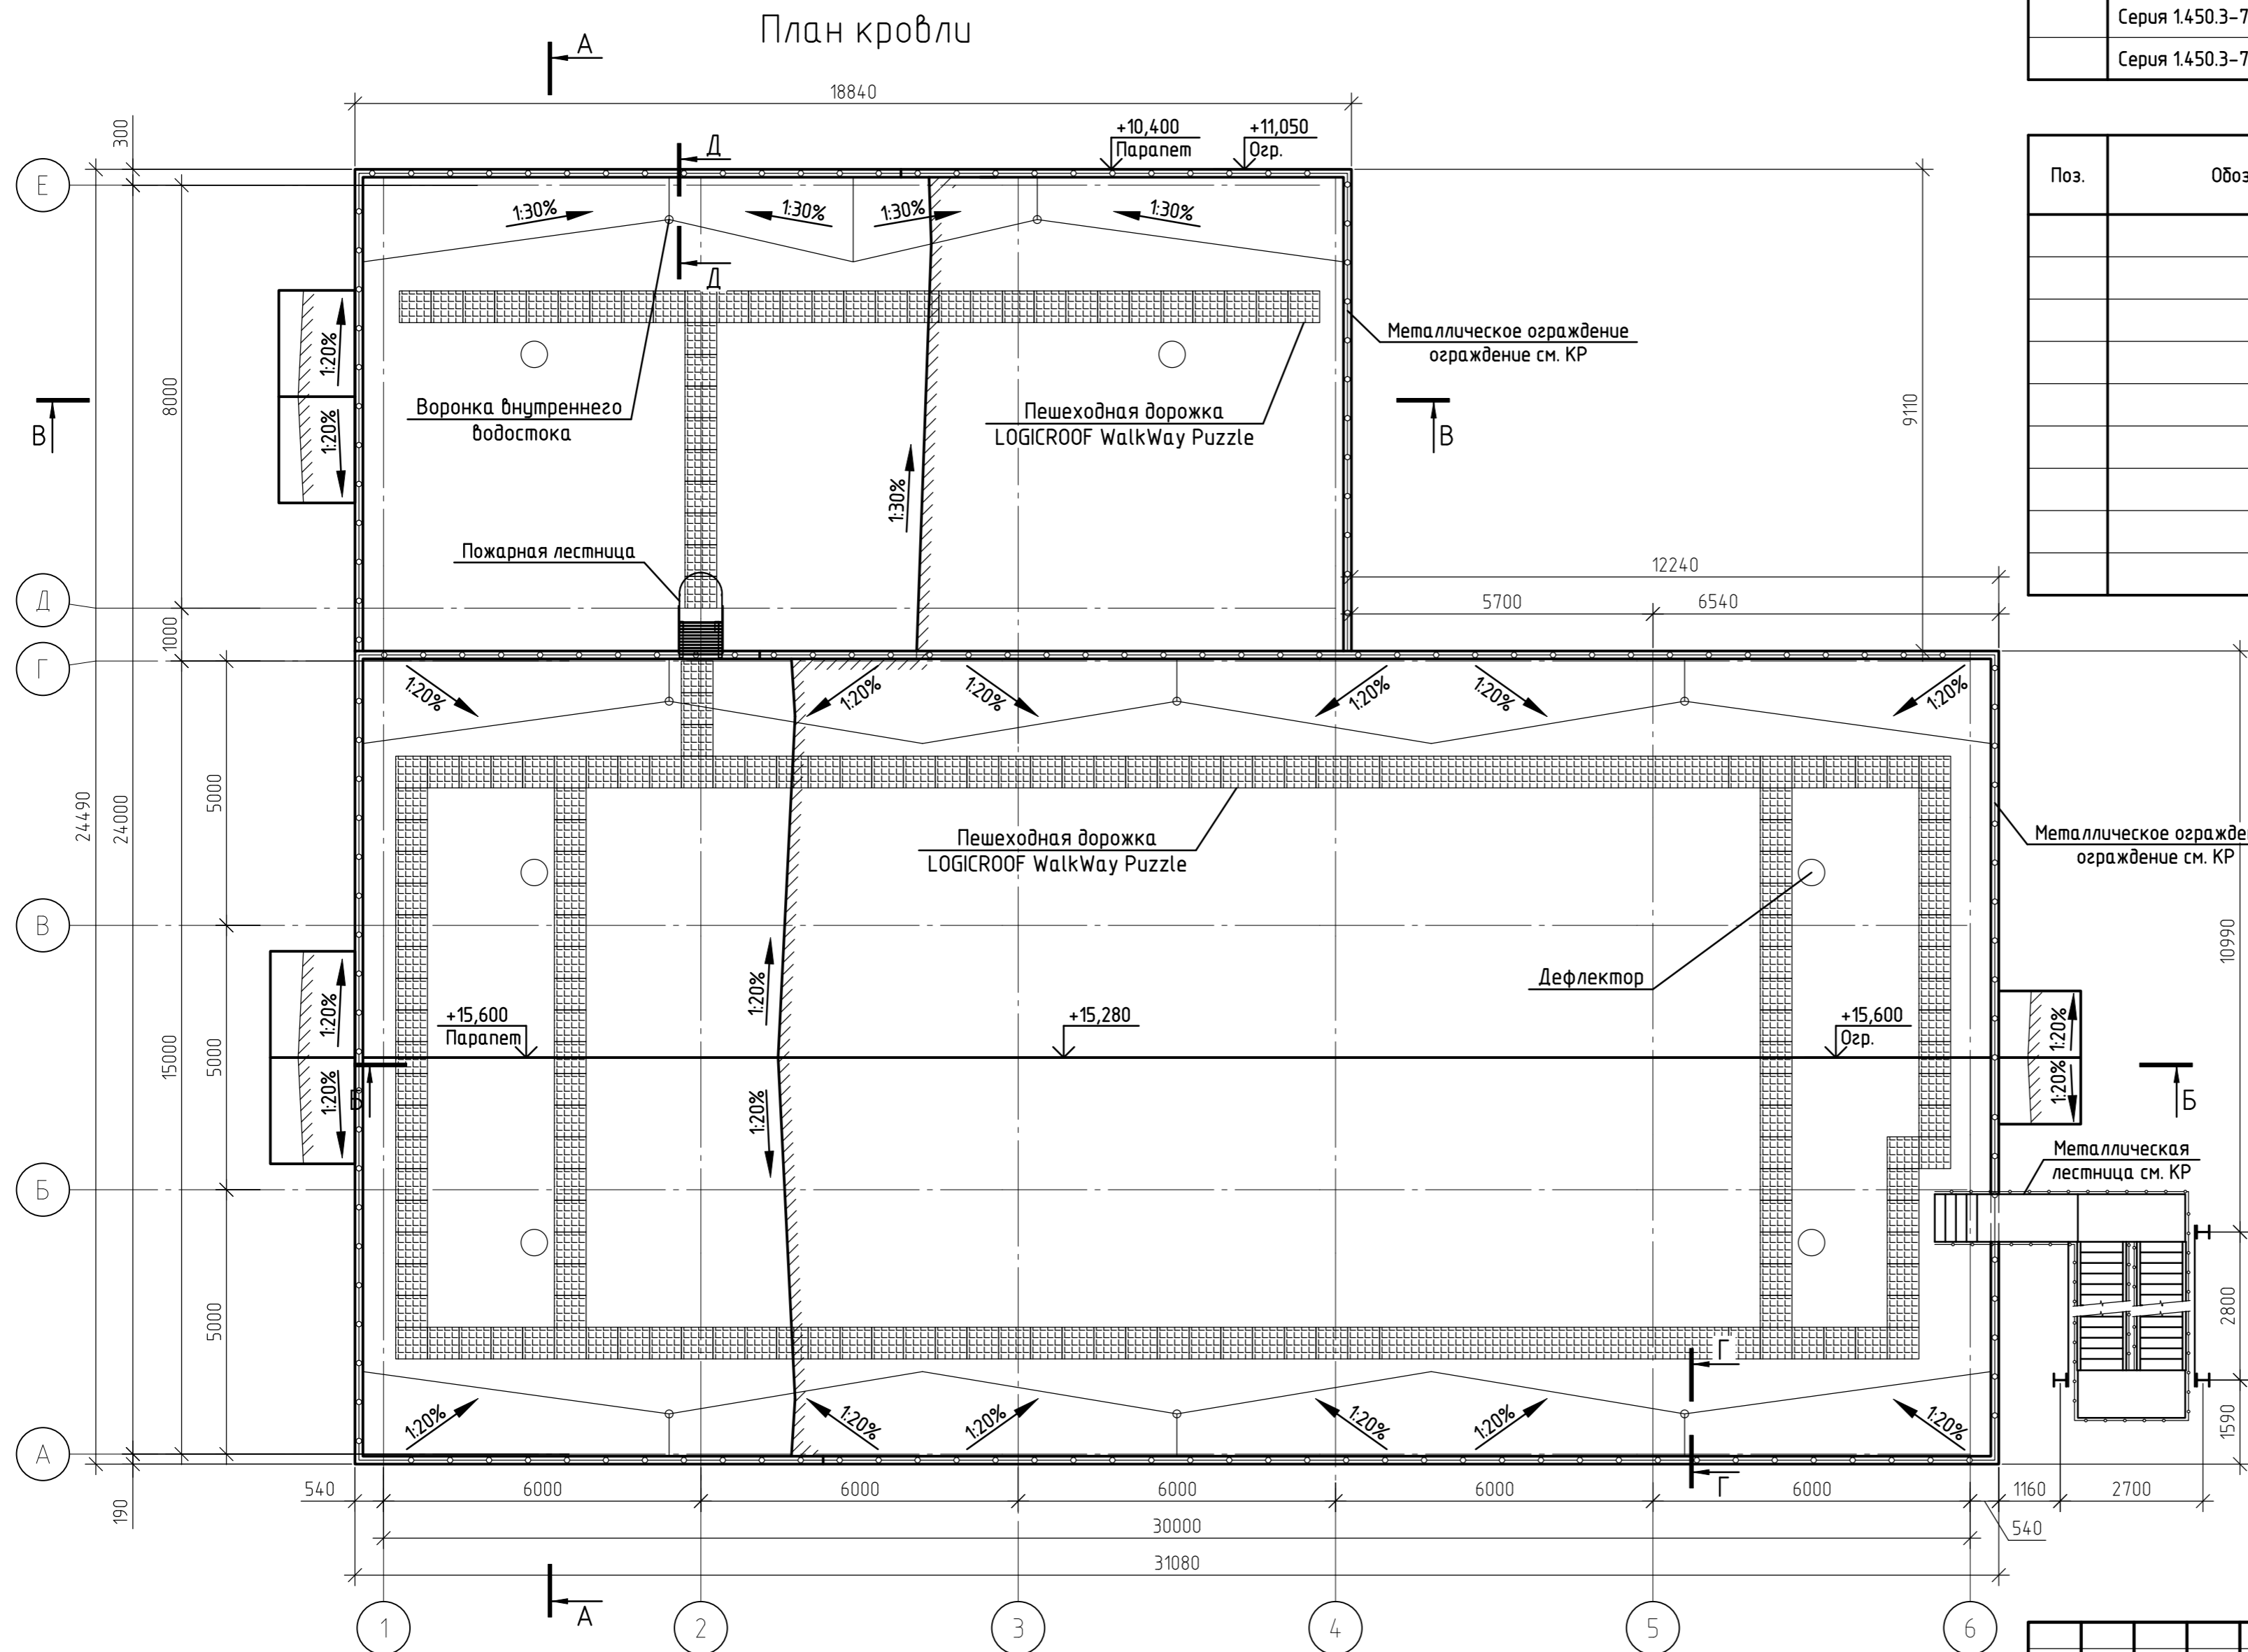 План кровли
Серия 1.450.3-7
Серия 1.450.3-7
А
18840
300
+10,400
Парапет
+11,050
Огр.
Д
Поз.
Е
1:30%
1:30%
1:30%
1:30%
Д
1:20%
1:20%
Металлическое ограждение
ограждение см. КР
8000
В
Воронка внутреннего
водостока
Пешеходная дорожка
LOGICROOF WalkWay Puzzle
В
9110
1:30%
Пожарная лестница
12240
5700
6540
Д
1000
Г
1:20%
1:20%
1:20%
1:20%
1:20%
1:20%
24490
24000
5000
Пешеходная дорожка
LOGICROOF WalkWay Puzzle
Металлическое
ограждение см. КР
В
10990
Дефлектор
1:20%
1:20%
+15,600
Парапет
+15,280
+15,600
Огр.
1:20%
15000
5000
1:20%
Б
1:20%
1:20%
Б
Металлическая
лестница см. КР
Б
5000
2800
Г
1:20%
1:20%
1:20%
1:20%
1:20%
1:20%
1590
А
Г
190
540
6000
6000
6000
6000
6000
1160
2700
30000
540
31080
А
1
2
3
4
5
6